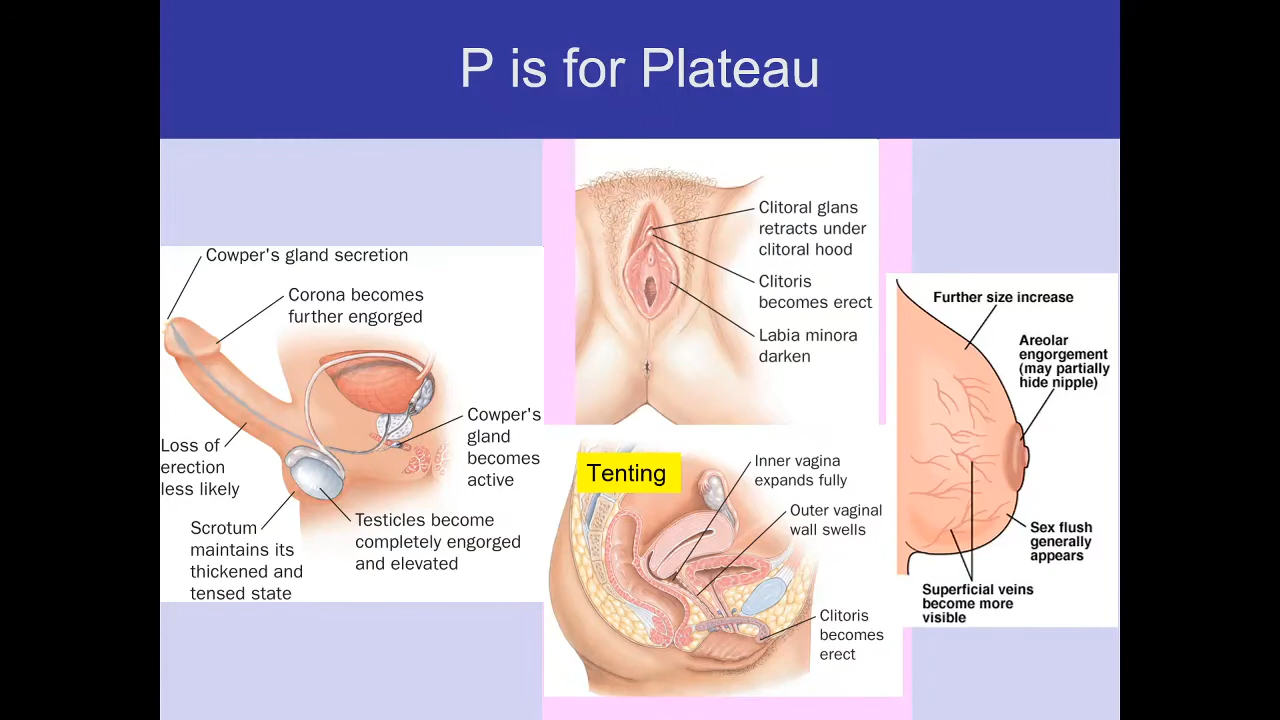 P is for Plateau
Cowper's gland secretion
Corona becomes
further engorged
Loss of
erection
less likely
Scrotum
maintains its
thickened and
tensed state
Testicles become
completely engorged
and elevated
Cowper's
gland
becomes
active
Clitoral glans
retracts under
clitoral hood
Clitoris
becomes erect
Labia minora
darken
Tenting
Inner vagina
expands fully
Outer vaginal
wall swells
Clitoris
becomes
erect
Further size increase
Areolar
engorgement
(may partially
hide nipple)
Sex flush
generally
appears
Superficial veins
become more
visible